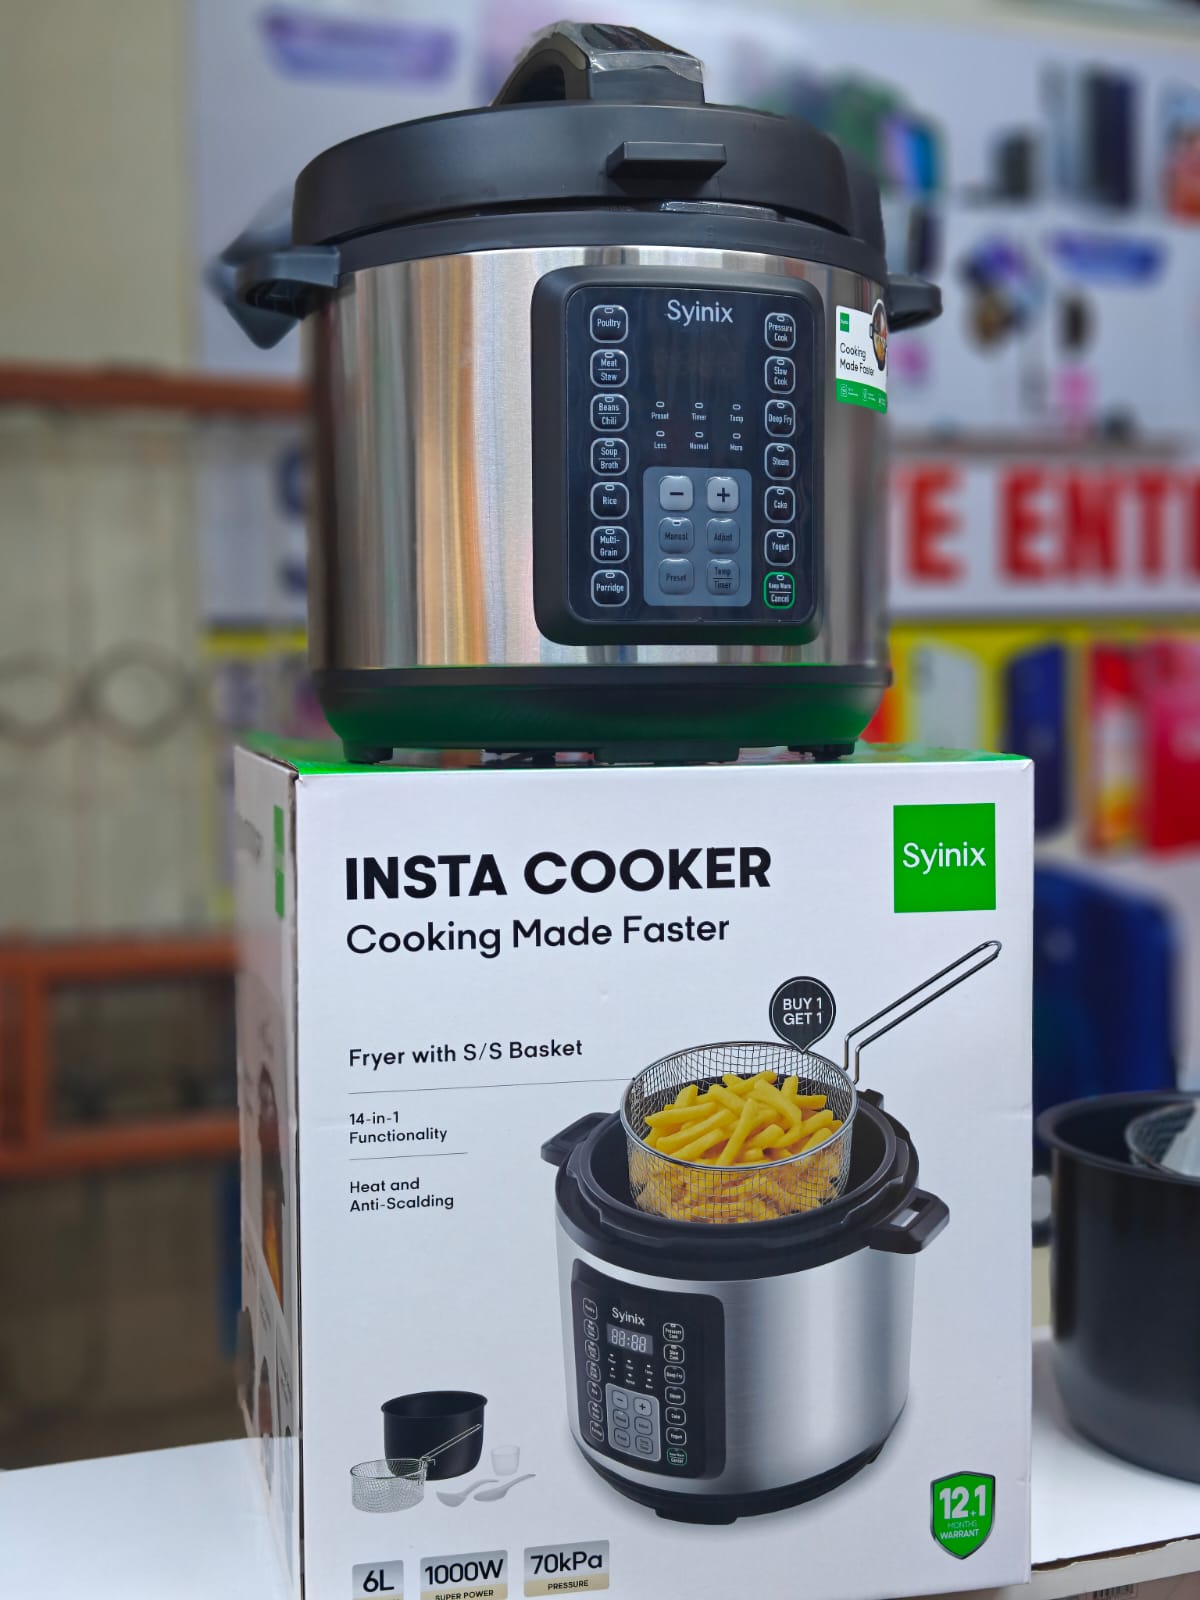 Syinix
Poultry
Meat
Stew
Beans
Chili
Soup
Broth
Rice
Multi-
Grain
Porridge
Preset Timer Temp
Less Normal More
− +
Manual Adjust
Preset
Temp
Timer
Pressure
Cook
Slow
Cook
Deep Fry
Steam
Cake
Yogurt
Keep Warm
Cancel
Syinix
Cooking
Made Faster
E ENT
INSTA COOKER
Cooking Made Faster
Syinix
BUY 1
GET 1
Fryer with S/S Basket
14-in-1
Functionality
Heat and
Anti-Scalding
Syinix
88:88
12+1
MONTHS
WARRANT
6L
1000W
SUPER POWER
70kPa
PRESSURE